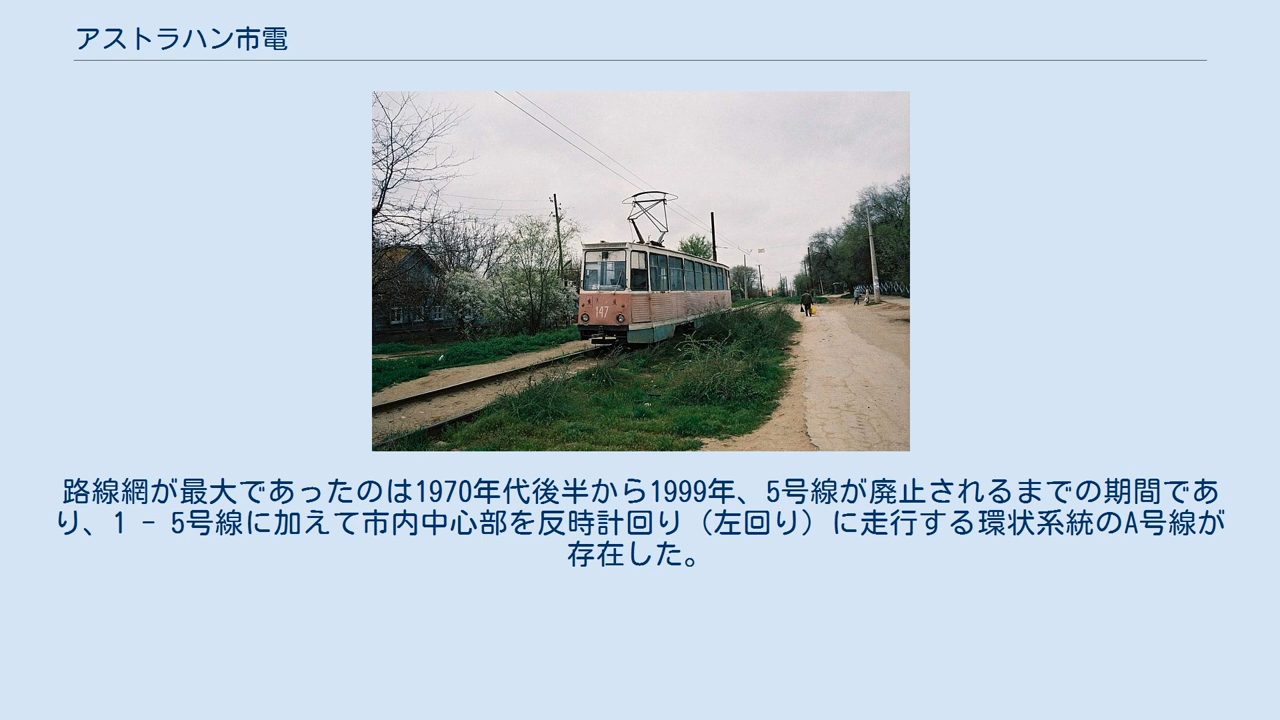 アストラハン市電
147
路線網が最大であったのは1970年代後半から1999年、5号線が廃止されるまでの期間であ
り、1 - 5号線に加えて市内中心部を反時計回り（左回り）に走行する環状系統のA号線が
存在した。